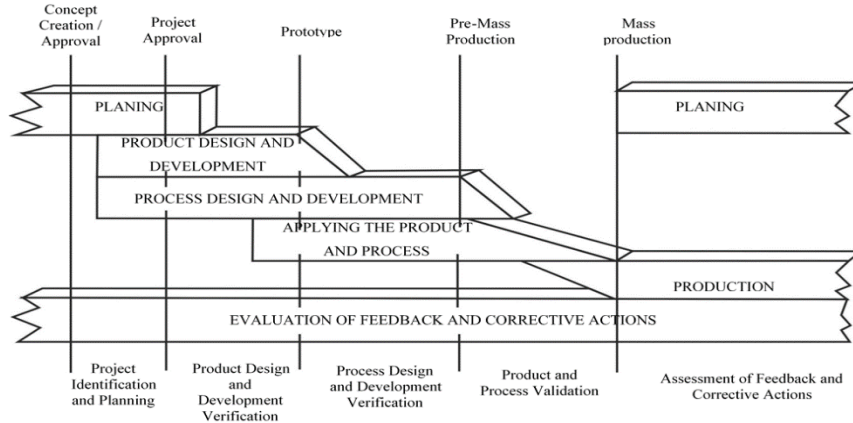 Concept
Creation /
Approval
Project
Approval
Prototype
Pre-Mass
Production
Mass
production
PLANING
PLANING
PRODUCT DESIGN AND
DEVELOPMENT
PROCESS DESIGN AND DEVELOPMENT
APPLYING THE PRODUCT
AND PROCESS
PRODUCTION
EVALUATION OF FEEDBACK AND CORRECTIVE ACTIONS
Project
Identification
and Planning
Product Design
and
Development
Verification
Process Design
and Development
Verification
Product and
Process Validation
Assessment of Feedback and
Corrective Actions